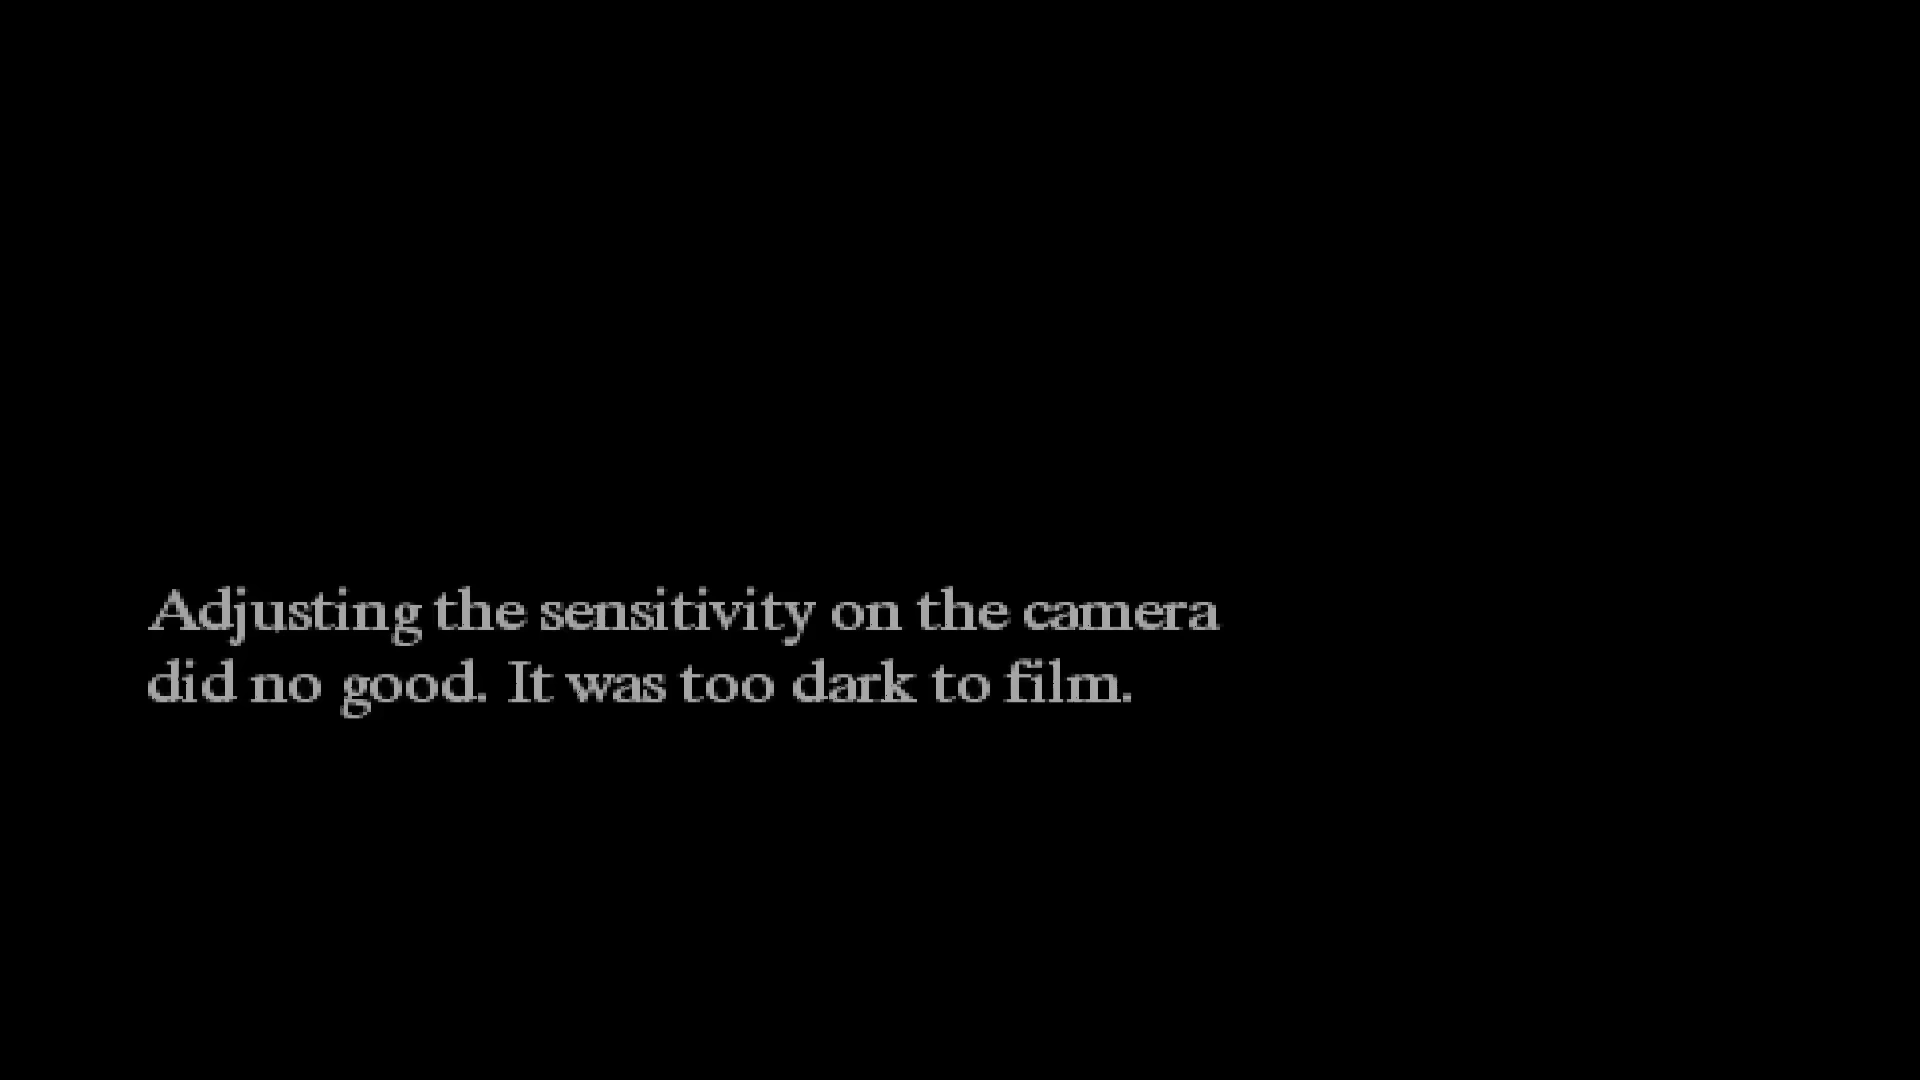 Adjusting the sensitivity on the camera
did no good. It was too dark to film.